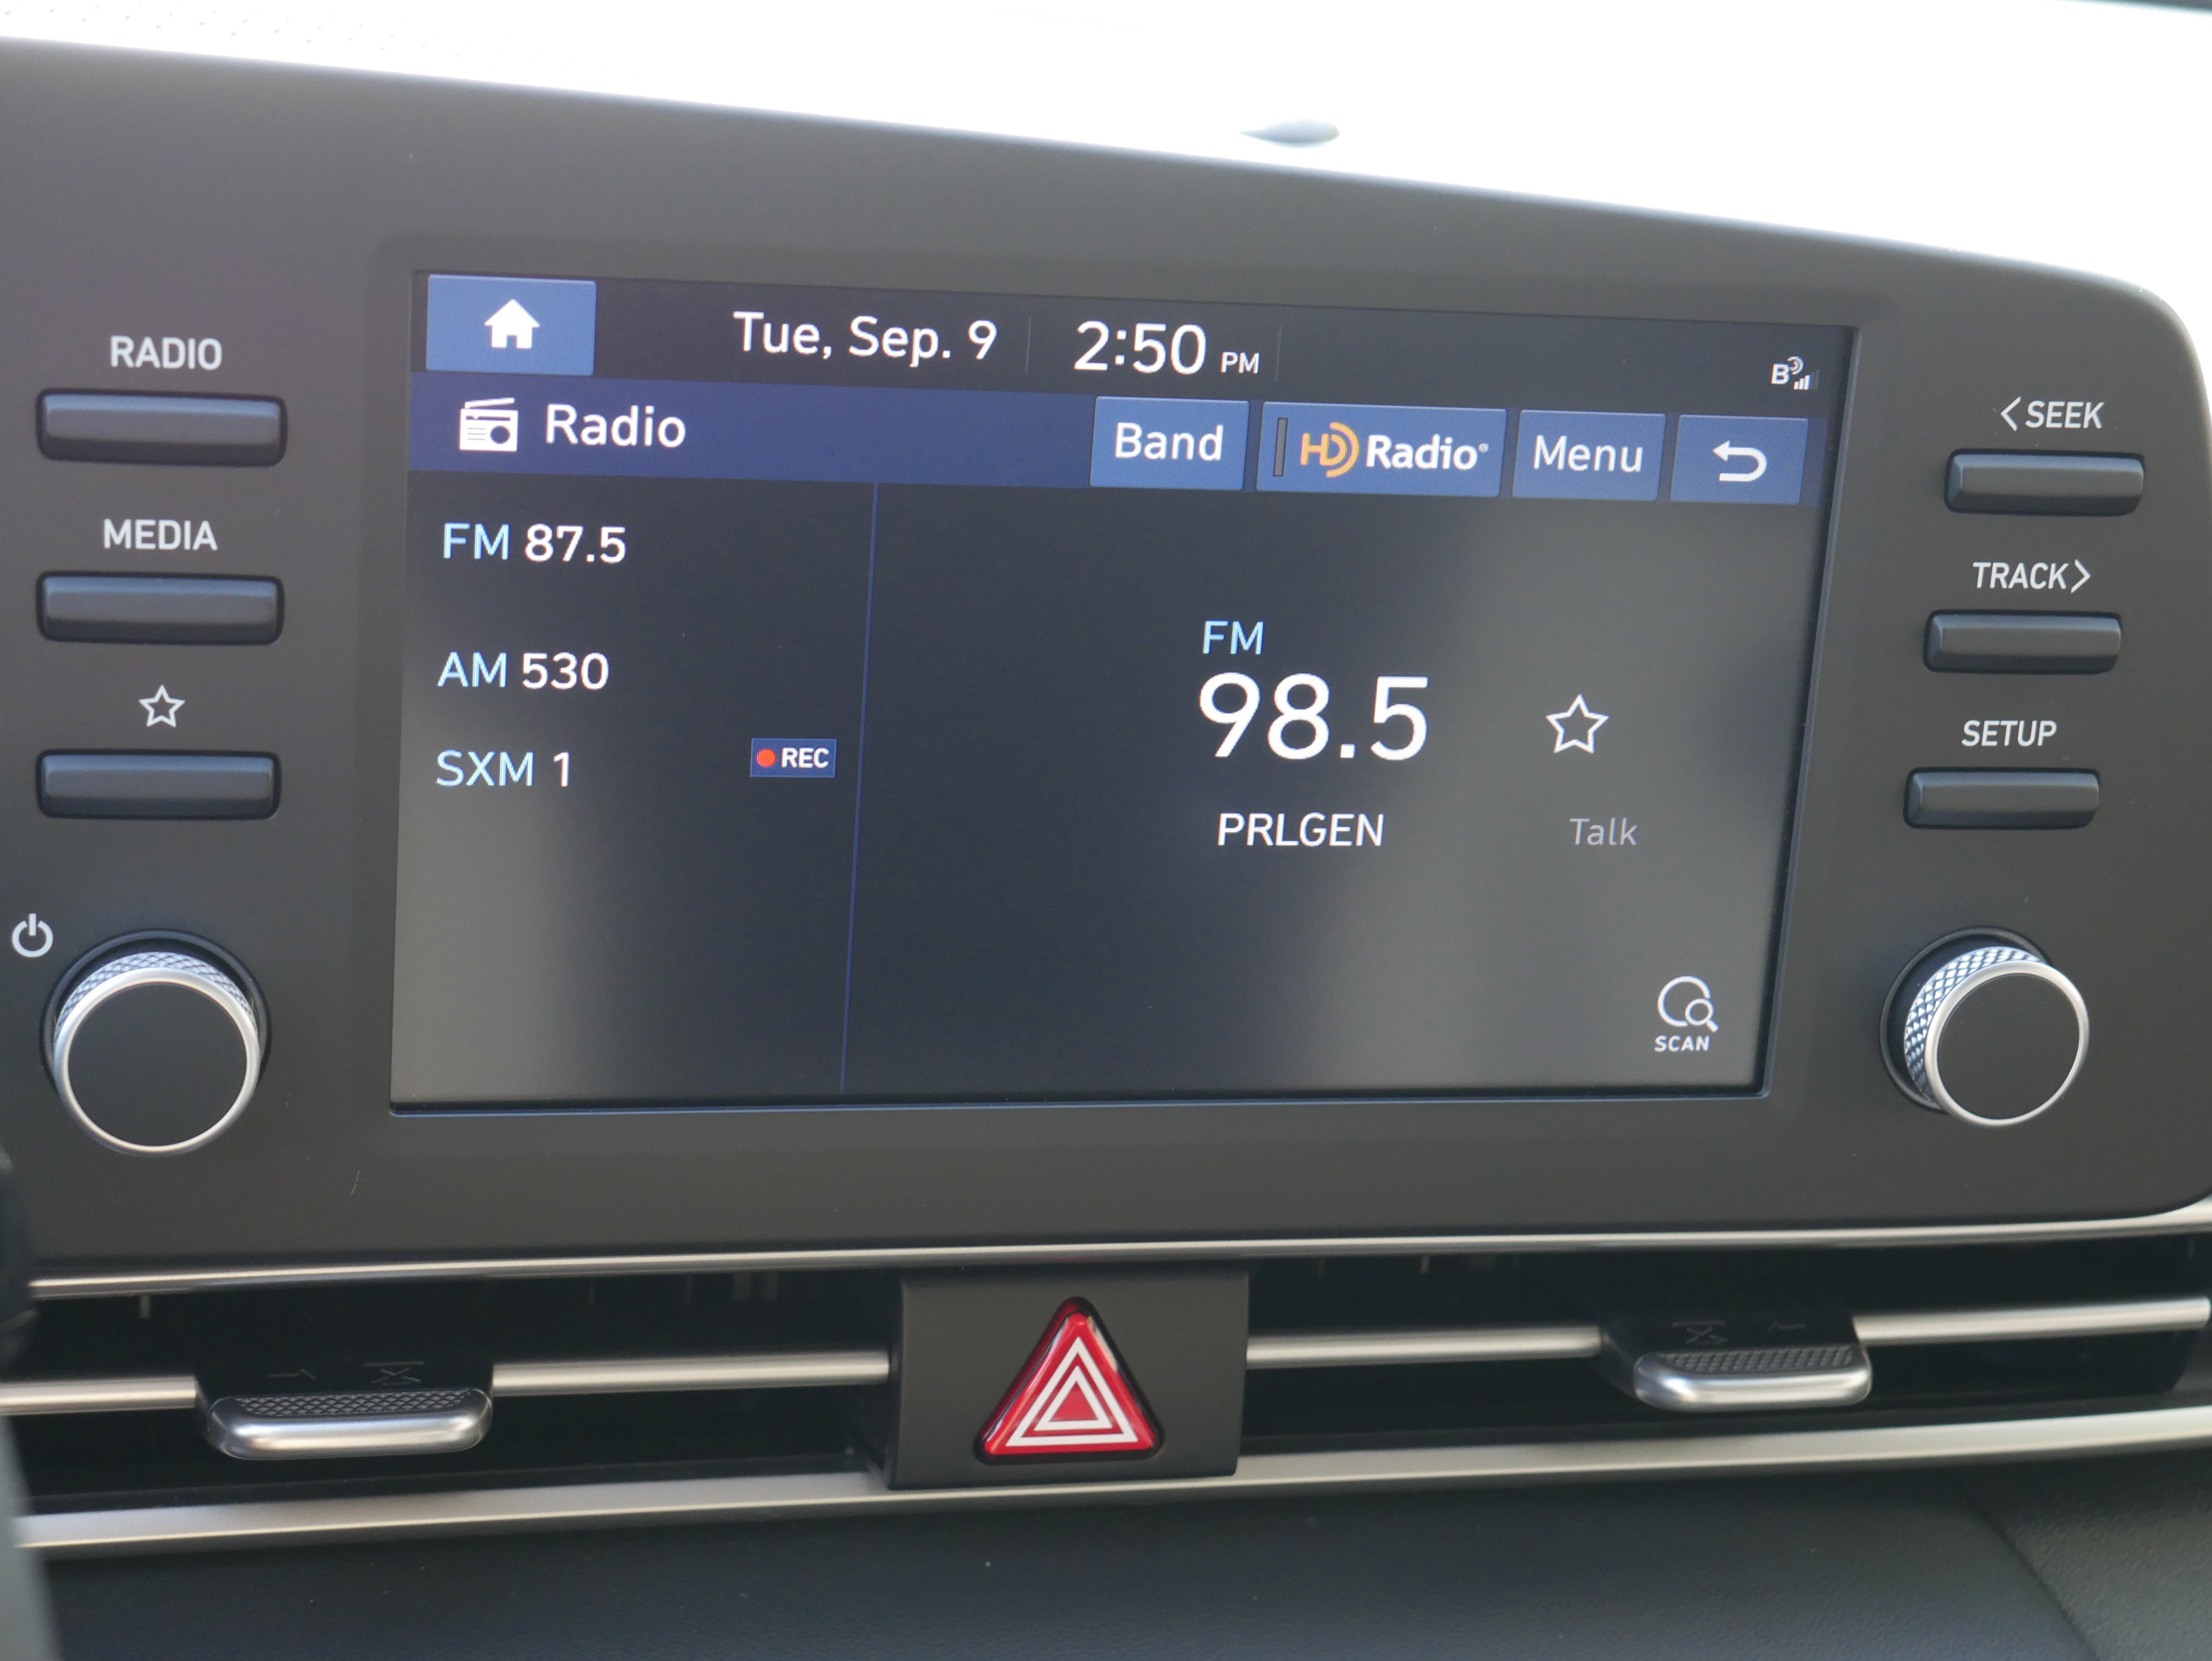 RADIO
MEDIA
Tue, Sep. 9
2:50 PM
B
Radio
Band
HD Radio®
Menu
FM 87.5
AM 530
SXM 1
REC
FM
98.5
PRLGEN
Talk
SCAN
<SEEK
TRACK>
SETUP